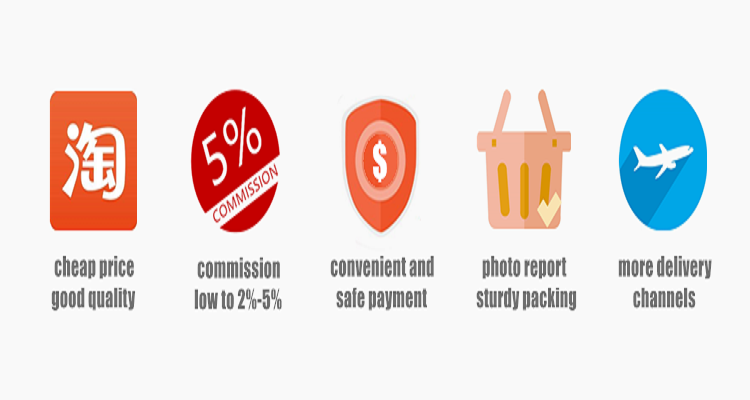 淘
cheap price
good quality
5%
COMMISSION
commission
low to 2%-5%
$
convenient and
safe payment
photo report
sturdy packing
more delivery
channels